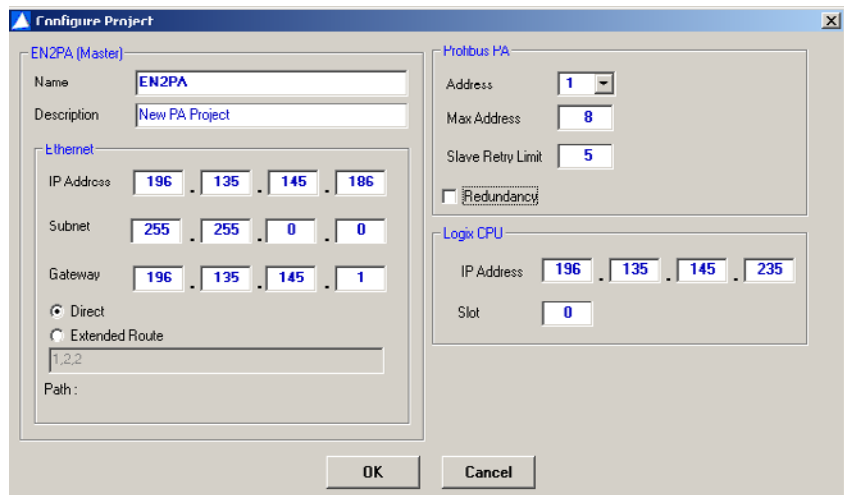 Configure Project
EN2PA (Master)
Name EN2PA
Description New PA Project
Ethernet
IP Address 196 . 135 . 145 . 186
Subnet 255 . 255 . 0 . 0
Gateway 196 . 135 . 145 . 1
Direct
Extended Route
1,2,2
Path :
Profibus PA
Address 1
Max Address 8
Slave Retry Limit 5
Redundancy
Logix CPU
IP Address 196 . 135 . 145 . 235
Slot 0
OK Cancel